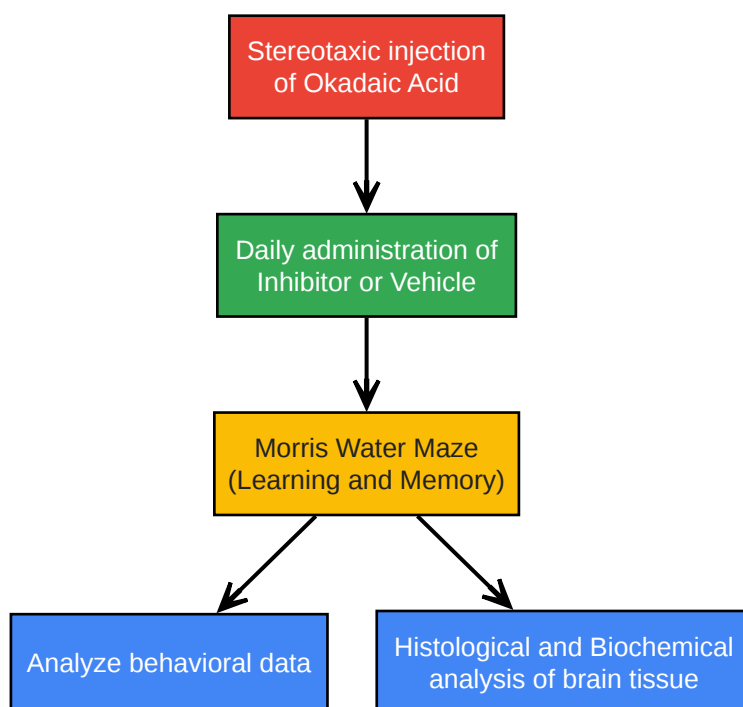 Stereotaxic injection
of Okadaic Acid
Daily administration of
Inhibitor or Vehicle
Morris Water Maze
(Learning and Memory)
Analyze behavioral data
Histological and Biochemical
analysis of brain tissue